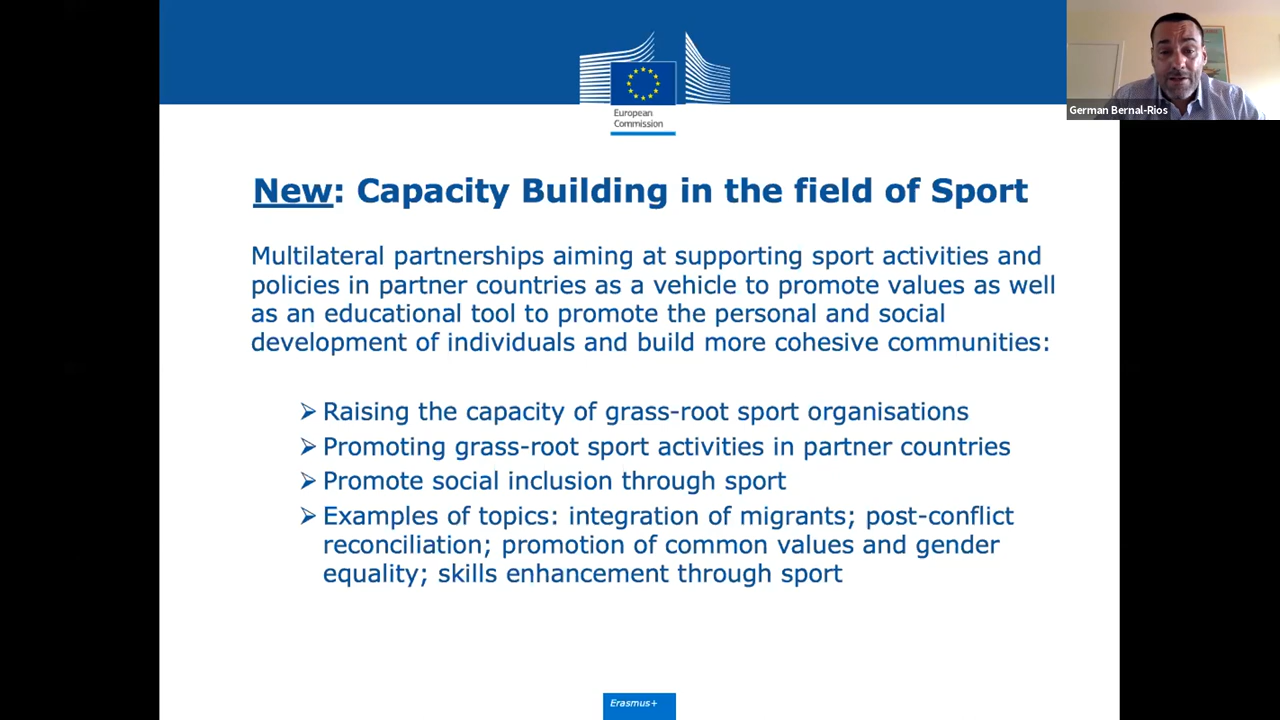 European
Commission
German Bernal-Rios
New: Capacity Building in the field of Sport
Multilateral partnerships aiming at supporting sport activities and
policies in partner countries as a vehicle to promote values as well
as an educational tool to promote the personal and social
development of individuals and build more cohesive communities:
Raising the capacity of grass-root sport organisations
Promoting grass-root sport activities in partner countries
Promote social inclusion through sport
Examples of topics: integration of migrants; post-conflict
reconciliation; promotion of common values and gender
equality; skills enhancement through sport
Erasmus+